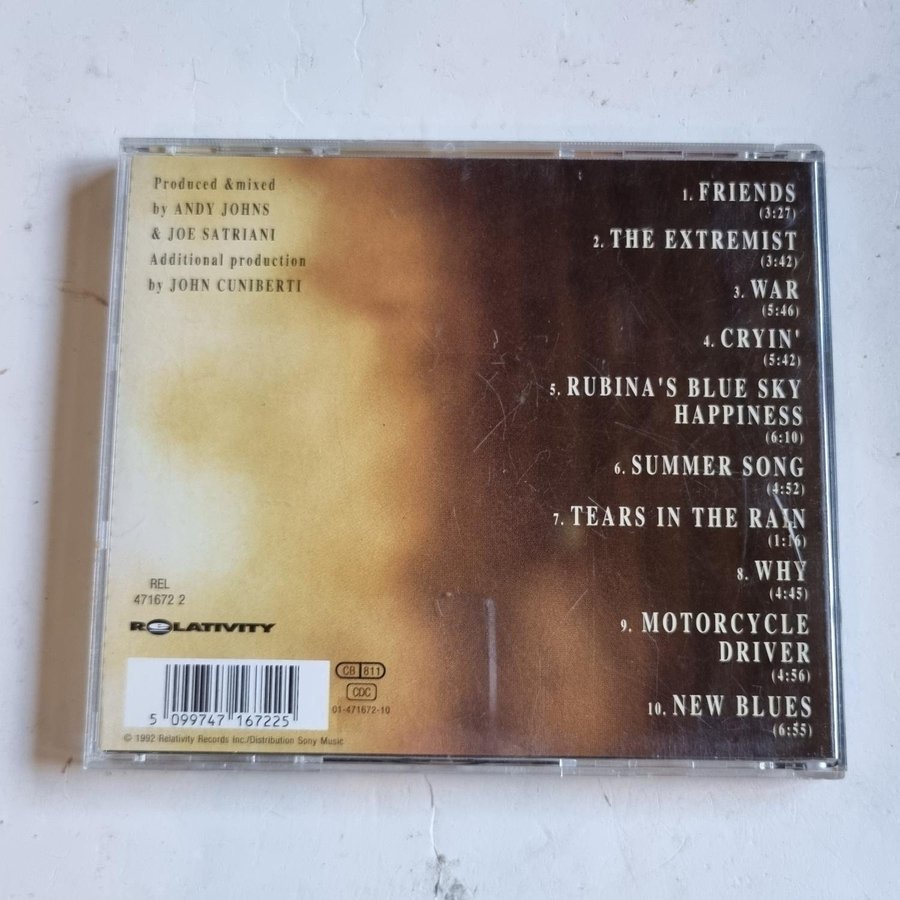 Produced & mixed
by ANDY JOHNS
& JOE SATRIANI
Additional production
by JOHN CUNIBERTI
1. FRIENDS
(3:27)
2. THE EXTREMIST
(3:42)
3. WAR
(5:46)
4. CRYIN'
(5:42)
5. RUBINA'S BLUE SKY
HAPPINESS
(6:10)
6. SUMMER SONG
(4:52)
7. TEARS IN THE RAIN
(1:16)
8. WHY
(4:45)
9. MOTORCYCLE
DRIVER
(4:56)
10. NEW BLUES
(6:55)
REL
471672 2
RELATIVITY
CB 811
CDC
01-471672-10
5 099747 167225
© 1992 Relativity Records Inc./Distribution Sony Music